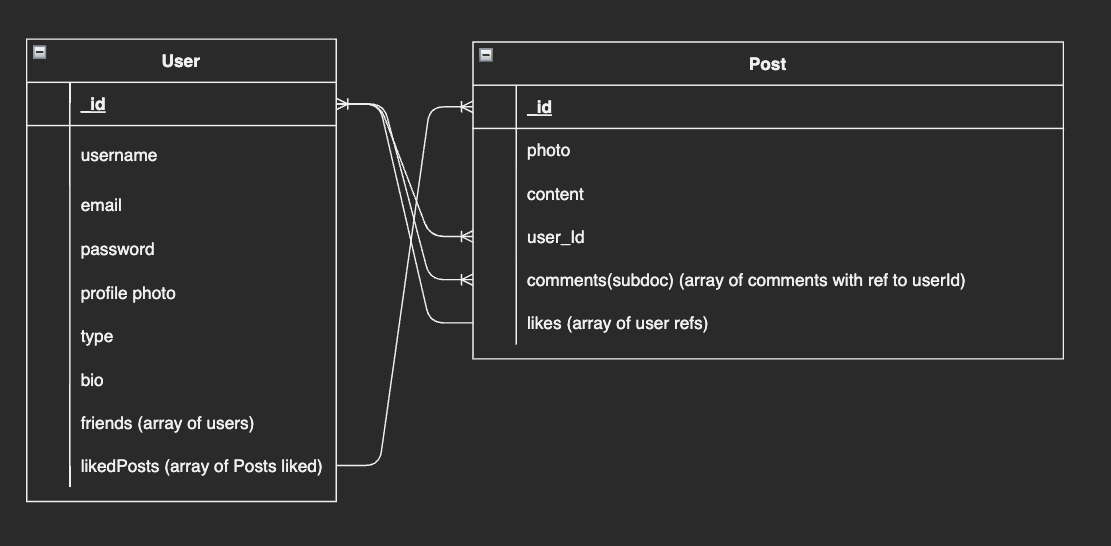 User
_id
username
email
password
profile photo
type
bio
friends (array of users)
likedPosts (array of Posts liked)
Post
_id
photo
content
user_Id
comments(subdoc) (array of comments with ref to userId)
likes (array of user refs)